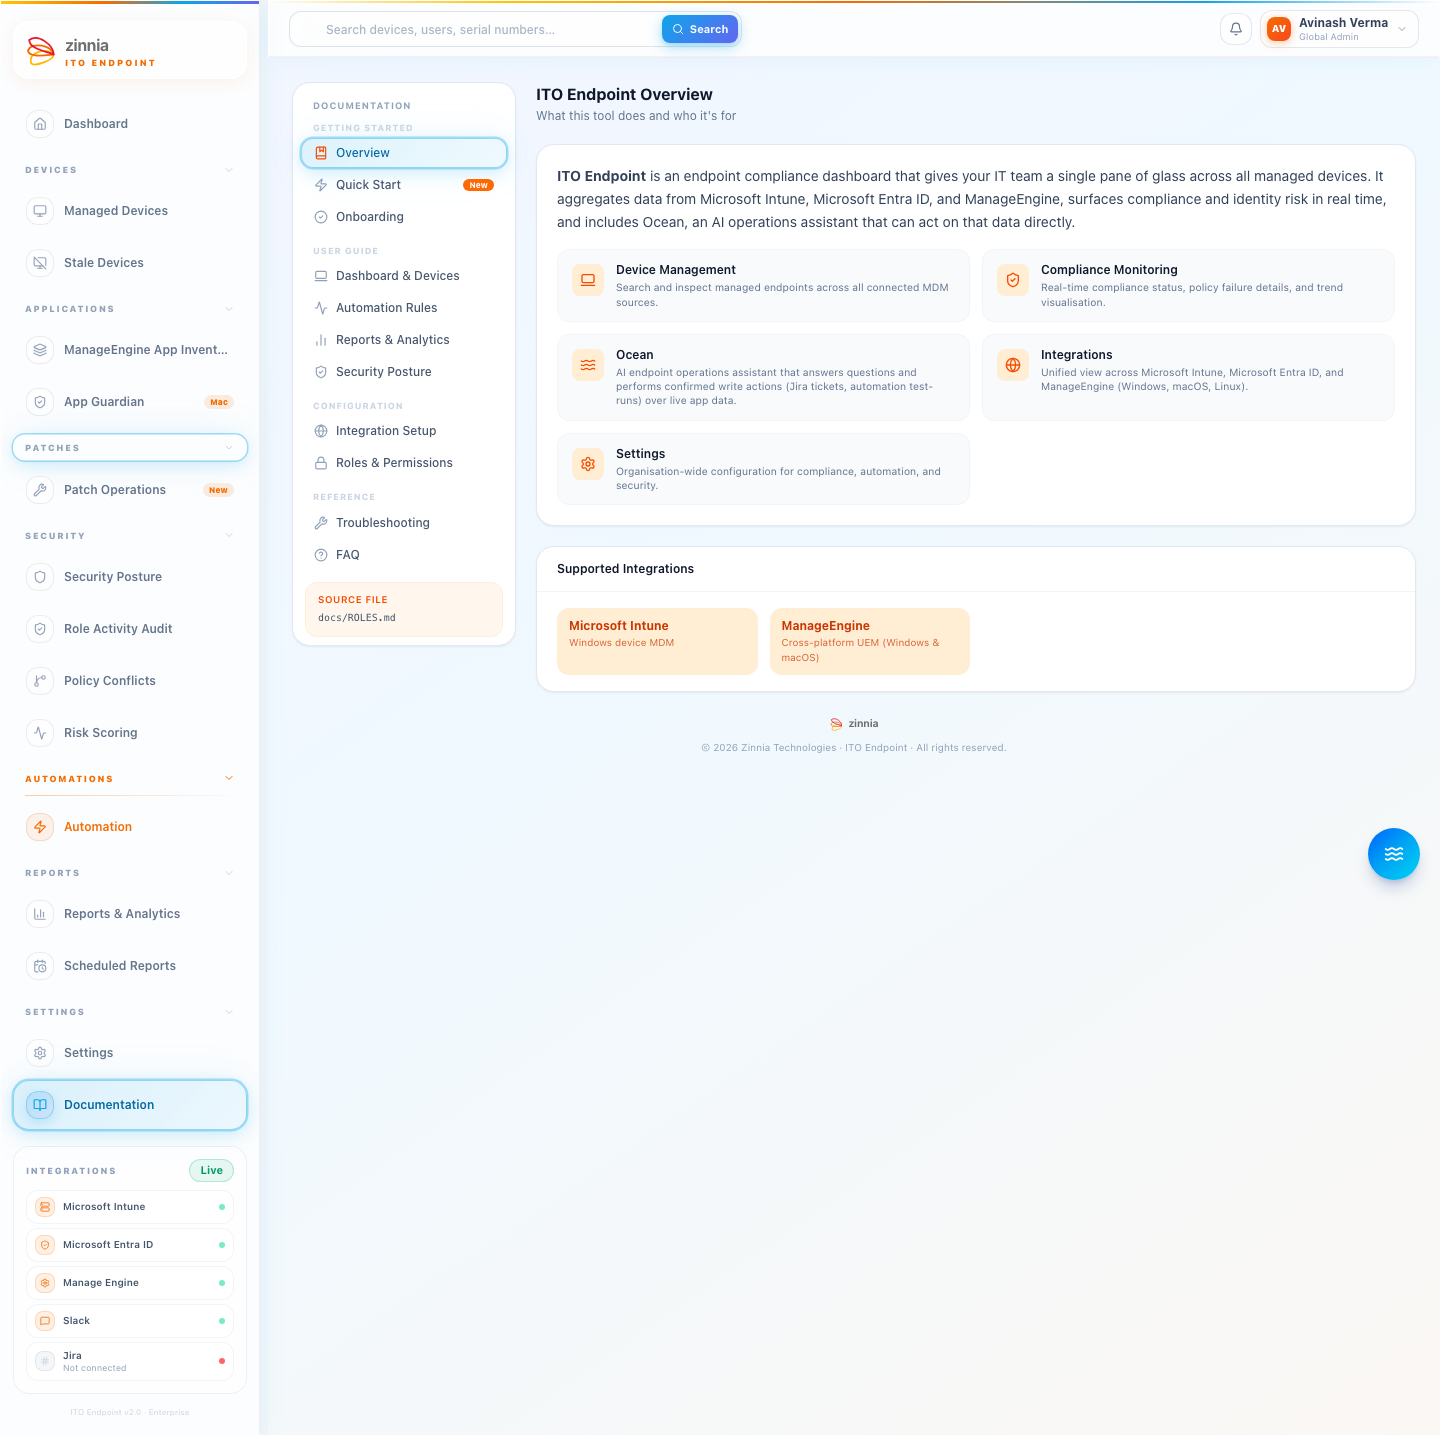 zinnia
ITO ENDPOINT
Dashboard
DEVICES
Managed Devices
Stale Devices
APPLICATIONS
ManageEngine App Invent...
App Guardian
Mac
PATCHES
Patch Operations
New
SECURITY
Security Posture
Role Activity Audit
Policy Conflicts
Risk Scoring
AUTOMATIONS
Automation
REPORTS
Reports & Analytics
Scheduled Reports
SETTINGS
Settings
Documentation
INTEGRATIONS
Live
Microsoft Intune
Microsoft Entra ID
Manage Engine
Slack
Jira
Not connected
ITO Endpoint v2.0 · Enterprise
Search devices, users, serial numbers...
Search
AV
Avinash Verma
Global Admin
DOCUMENTATION
GETTING STARTED
Overview
Quick Start
New
Onboarding
USER GUIDE
Dashboard & Devices
Automation Rules
Reports & Analytics
Security Posture
CONFIGURATION
Integration Setup
Roles & Permissions
REFERENCE
Troubleshooting
FAQ
SOURCE FILE
docs/ROLES.md
ITO Endpoint Overview
What this tool does and who it's for
ITO Endpoint is an endpoint compliance dashboard that gives your IT team a single pane of glass across all managed devices. It
aggregates data from Microsoft Intune, Microsoft Entra ID, and ManageEngine, surfaces compliance and identity risk in real time,
and includes Ocean, an AI operations assistant that can act on that data directly.
Device Management
Search and inspect managed endpoints across all connected MDM
sources.
Compliance Monitoring
Real-time compliance status, policy failure details, and trend
visualisation.
Ocean
AI endpoint operations assistant that answers questions and
performs confirmed write actions (Jira tickets, automation test-
runs) over live app data.
Integrations
Unified view across Microsoft Intune, Microsoft Entra ID, and
ManageEngine (Windows, macOS, Linux).
Settings
Organisation-wide configuration for compliance, automation, and
security.
Supported Integrations
Microsoft Intune
Windows device MDM
ManageEngine
Cross-platform UEM (Windows &
macOS)
zinnia
© 2026 Zinnia Technologies · ITO Endpoint · All rights reserved.